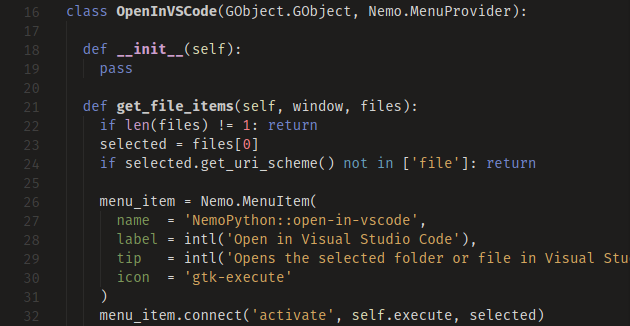 16 class OpenInVSCode(GObject.GObject, Nemo.MenuProvider):
17
18 def __init__(self):
19 pass
20
21 def get_file_items(self, window, files):
22 if len(files) != 1: return
23 selected = files[0]
24 if selected.get_uri_scheme() not in ['file']: return
25
26 menu_item = Nemo.MenuItem(
27 name = 'NemoPython::open-in-vscode',
28 label = intl('Open in Visual Studio Code'),
29 tip = intl('Opens the selected folder or file in Visual Stu
30 icon = 'gtk-execute'
31 )
32 menu_item.connect('activate', self.execute, selected)